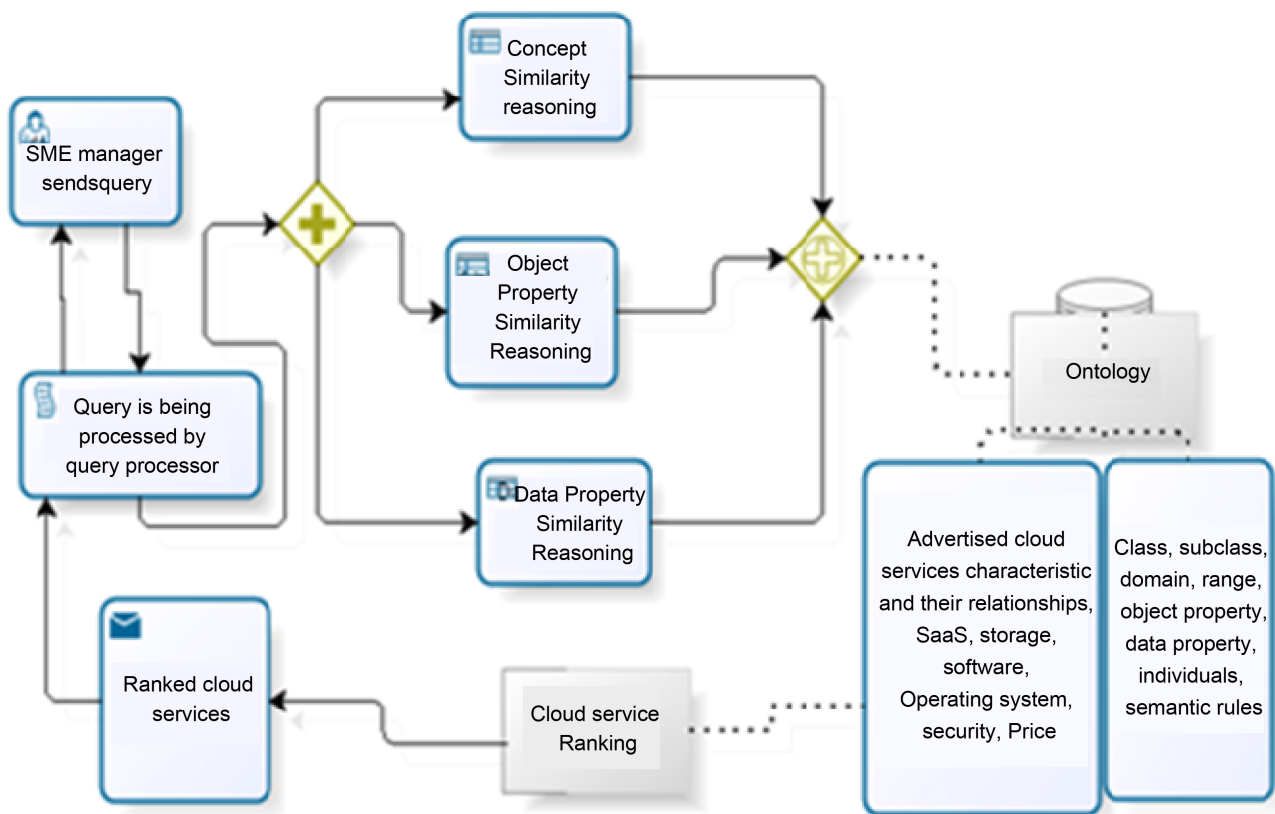 Concept
Similarity
reasoning
SME manager
sendsquery
Object
Property
Similarity
Reasoning
Ontology
Query is being
processed by
query processor
Data Property
Similarity
Reasoning
Advertised cloud
services characteristic
and their relationships,
SaaS, storage,
software,
Operating system,
security, Price
Class, subclass,
domain, range,
object property,
data property,
individuals,
semantic rules
Ranked cloud
services
Cloud service
Ranking